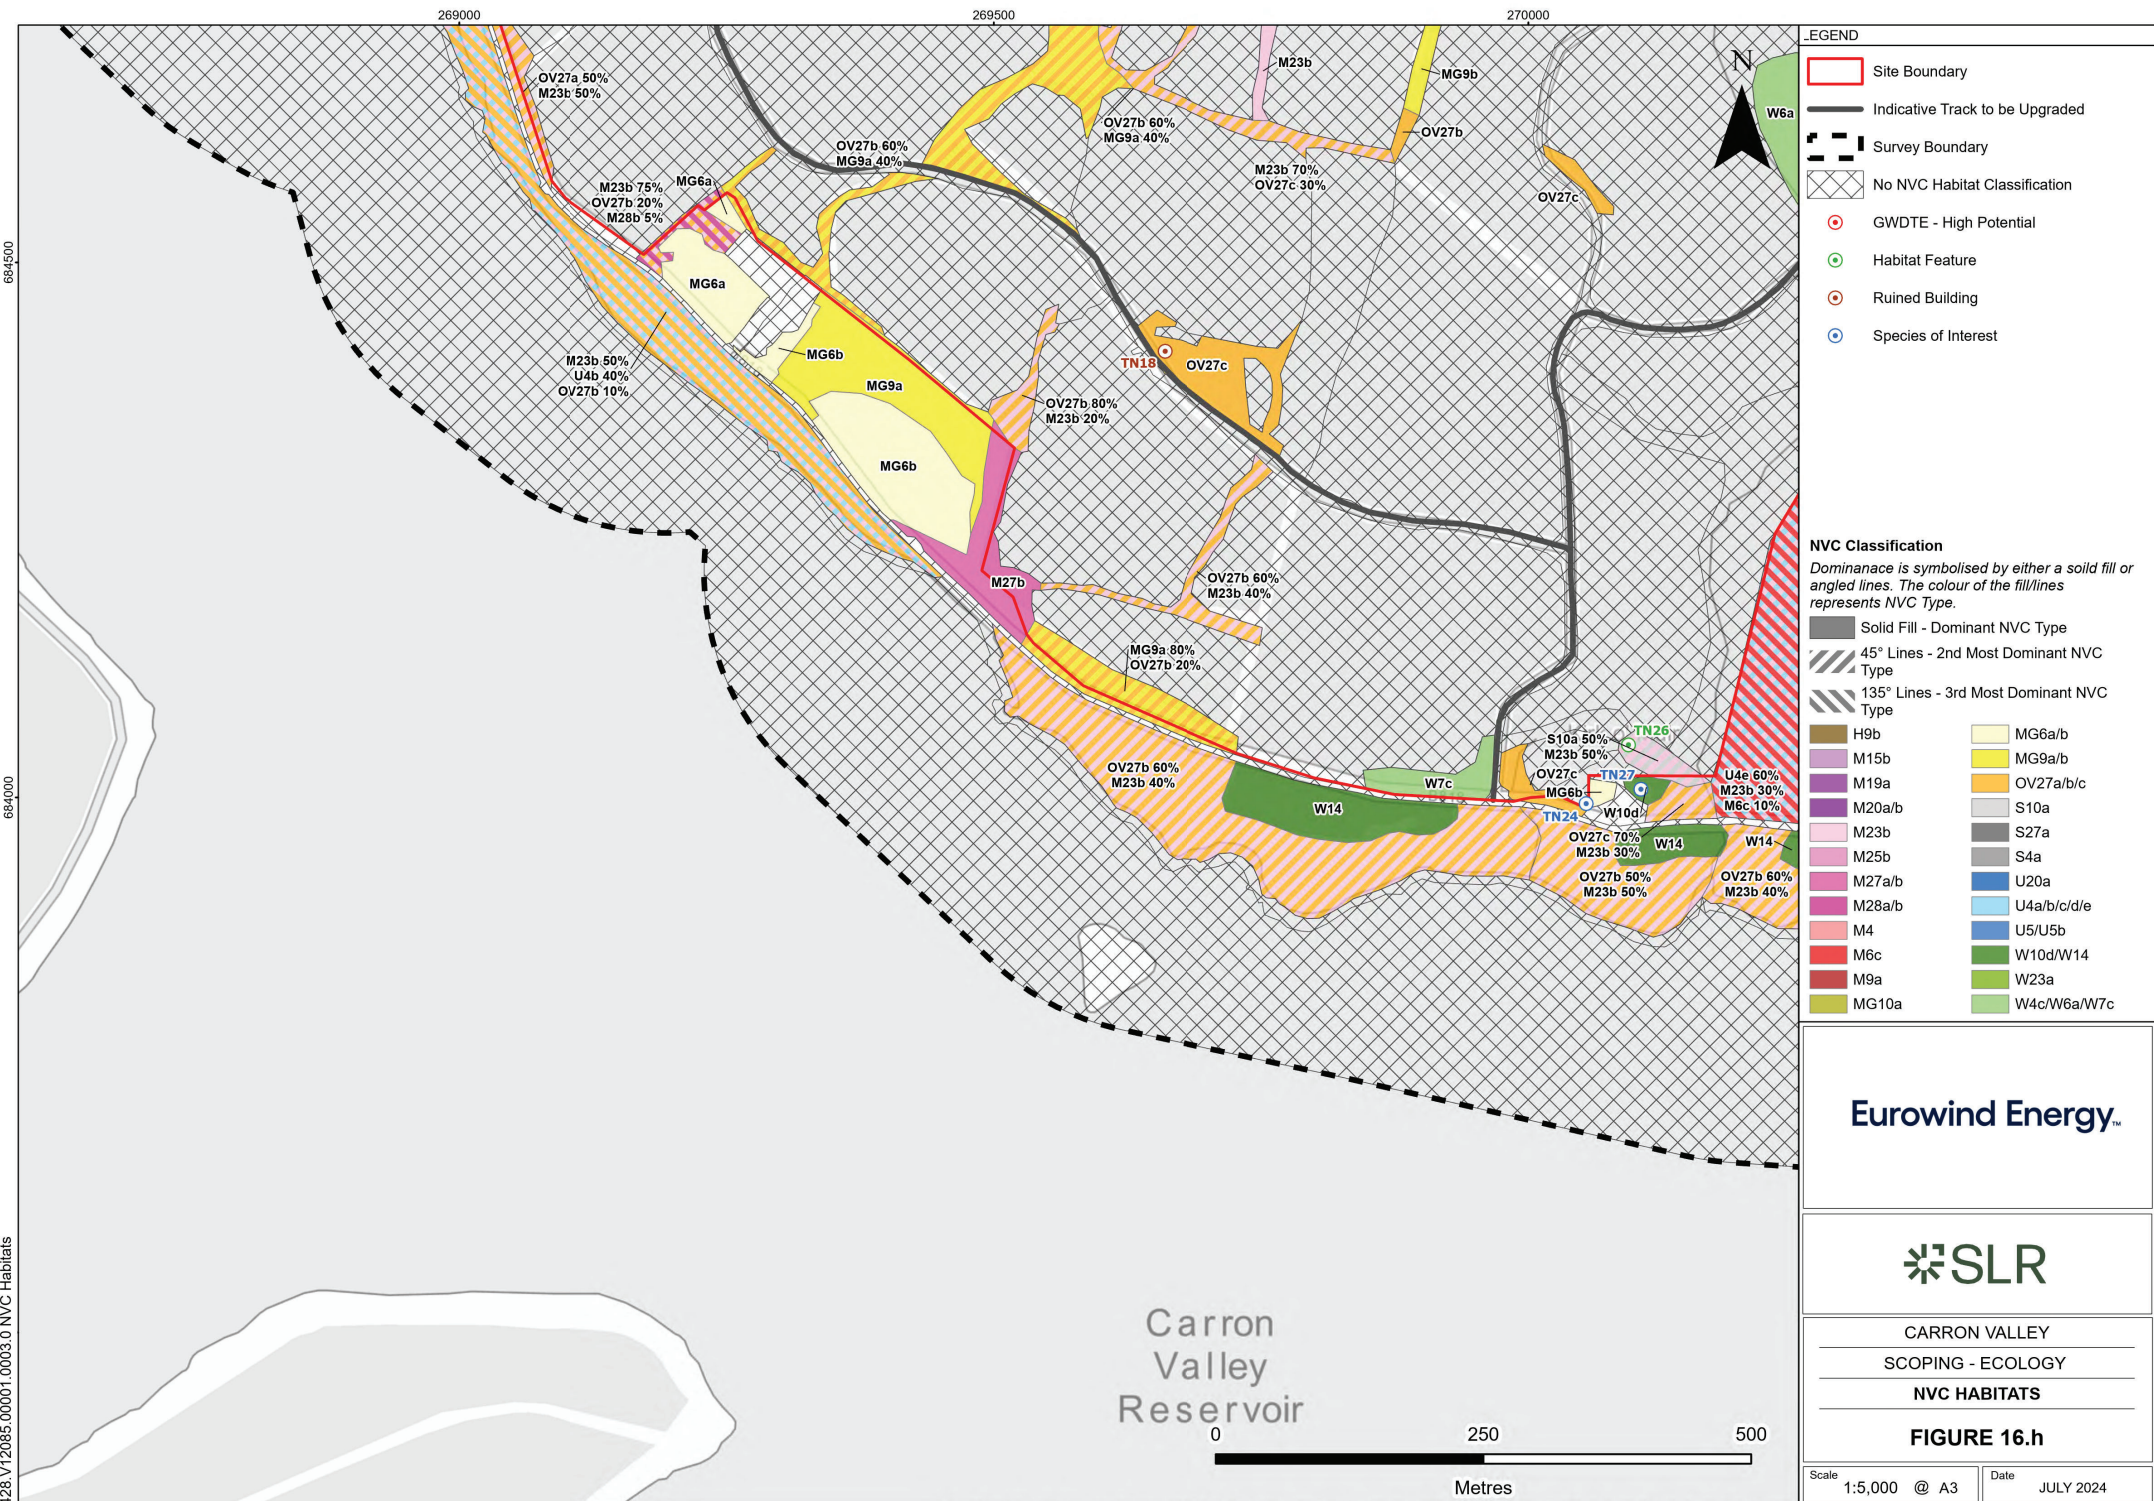 269000
269500
270000
684500
684000
428.V12085.00001.0003.0 NVC Habitats
OV27a 50%
M23b 50%
M23b
MG9b
OV27b
OV27b 60%
MG9a 40%
OV27b 60%
MG9a 40%
M23b 70%
OV27c 30%
OV27c
W6a
N
MG6a
M23b 75%
OV27b 20%
M28b 5%
MG6a
MG6b
MG9a
MG6b
M23b 50%
U4b 40%
OV27b 10%
OV27b 80%
M23b 20%
TN18
OV27c
M27b
OV27b 60%
M23b 40%
MG9a 80%
OV27b 20%
OV27b 60%
M23b 40%
W14
W7c
S10a 50%
M23b 50%
TN26
OV27c
TN27
MG6b
TN24
W10d
U4e 60%
M23b 30%
M6c 10%
OV27c 70%
M23b 30%
W14
W14
OV27b 50%
M23b 50%
OV27b 60%
M23b 40%
Carron
Valley
Reservoir
0
250
500
Metres
LEGEND
Site Boundary
Indicative Track to be Upgraded
Survey Boundary
No NVC Habitat Classification
GWDTE - High Potential
Habitat Feature
Ruined Building
Species of Interest
NVC Classification
Dominanace is symbolised by either a soild fill or
angled lines. The colour of the fill/lines
represents NVC Type.
Solid Fill - Dominant NVC Type
45° Lines - 2nd Most Dominant NVC
Type
135° Lines - 3rd Most Dominant NVC
Type
H9b
M15b
M19a
M20a/b
M23b
M25b
M27a/b
M28a/b
M4
M6c
M9a
MG10a
MG6a/b
MG9a/b
OV27a/b/c
S10a
S27a
S4a
U20a
U4a/b/c/d/e
U5/U5b
W10d/W14
W23a
W4c/W6a/W7c
Eurowind Energy™
SLR
CARRON VALLEY
SCOPING - ECOLOGY
NVC HABITATS
FIGURE 16.h
Scale
1:5,000 @ A3
Date
JULY 2024